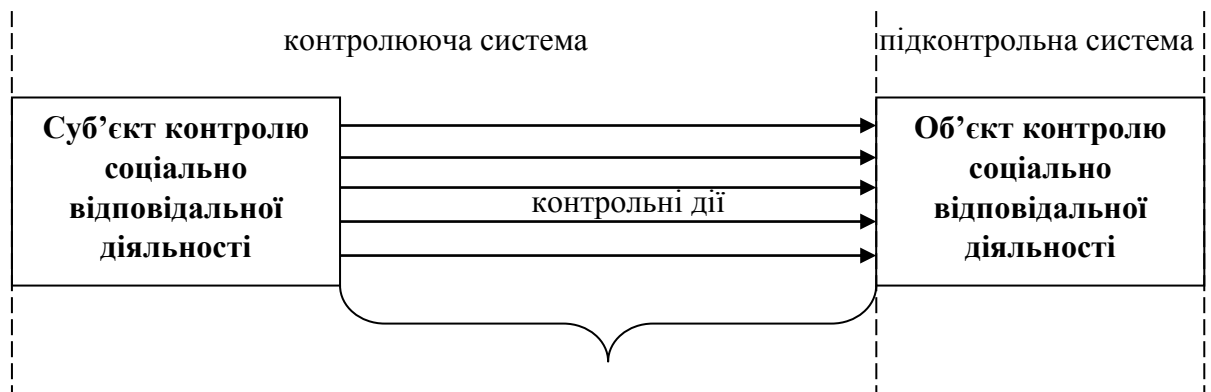 контролююча система
підконтрольна система
Суб’єкт контролю
соціально
відповідальної
діяльності
контрольні дії
Об’єкт контролю
соціально
відповідальної
діяльності